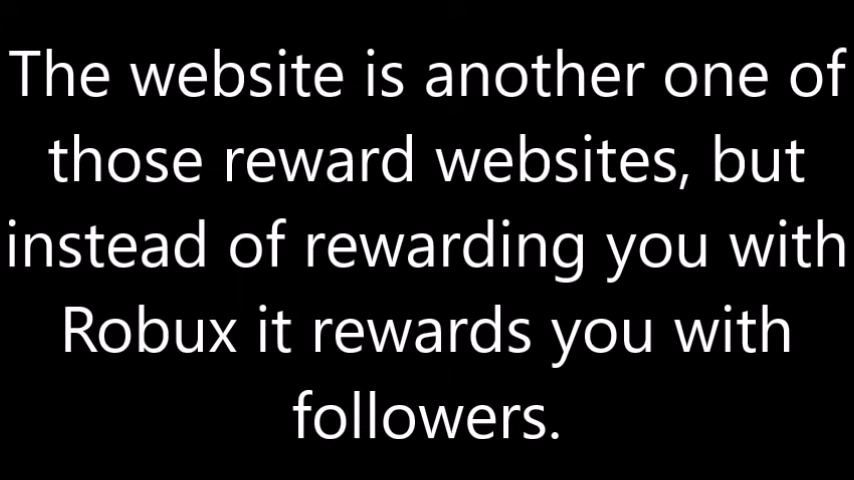 The website is another one of
those reward websites, but
instead of rewarding you with
Robux it rewards you with
followers.